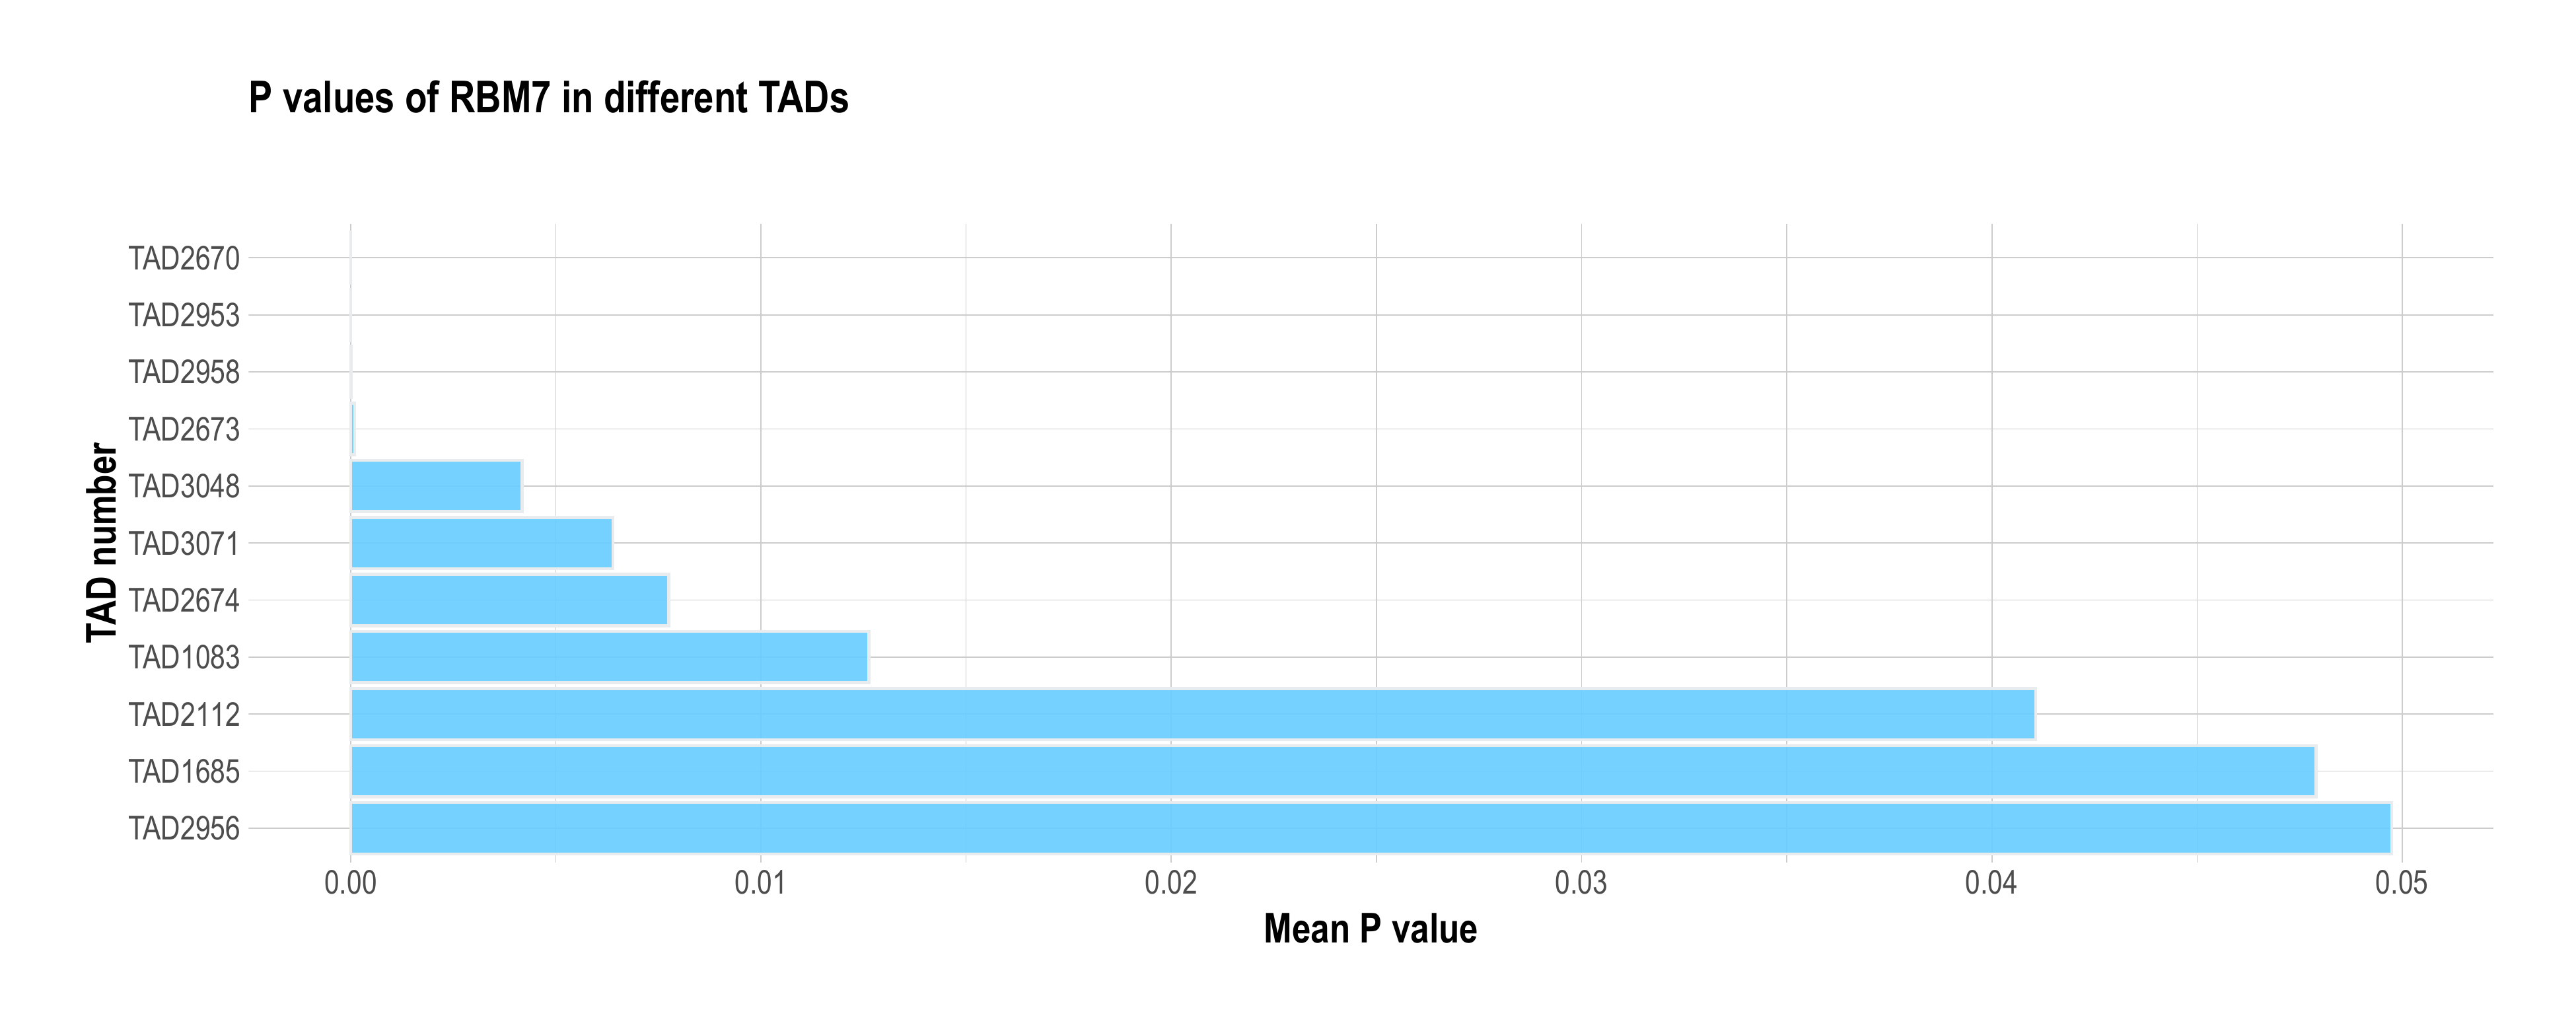 P values of RBM7 in different TADs
TAD number
TAD2670
TAD2953
TAD2958
TAD2673
TAD3048
TAD3071
TAD2674
TAD1083
TAD2112
TAD1685
TAD2956
0.00 0.01 0.02 0.03 0.04 0.05
Mean P value